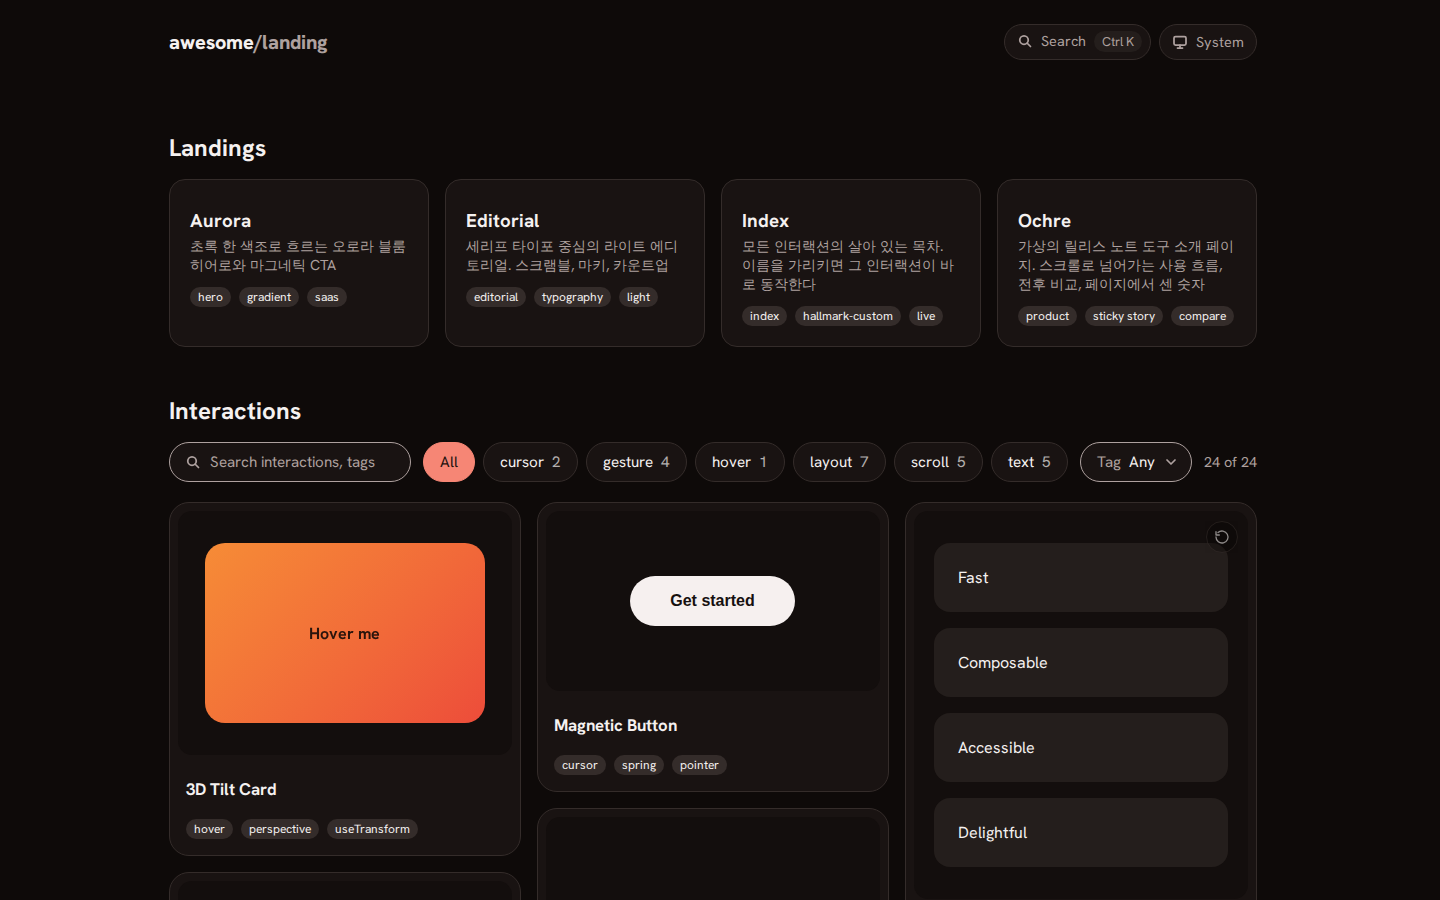 awesome/landing
Search Ctrl K
System
Landings
Aurora
초록 한 색조로 흐르는 오로라 블룸
히어로와 마그네틱 CTA
hero gradient saas
Editorial
세리프 타이포 중심의 라이트 에디
토리얼. 스크램블, 마키, 카운트업
editorial typography light
Index
모든 인터랙션의 살아 있는 목차.
이름을 가리키면 그 인터랙션이 바
로 동작한다
index hallmark-custom live
Ochre
가상의 릴리스 노트 도구 소개 페이
지. 스크롤로 넘어가는 사용 흐름,
전후 비교, 페이지에서 센 숫자
product sticky story compare
Interactions
Search interactions, tags
All cursor 2 gesture 4 hover 1 layout 7 scroll 5 text 5
Tag Any
24 of 24
Hover me
3D Tilt Card
hover perspective useTransform
Get started
Magnetic Button
cursor spring pointer
Fast
Composable
Accessible
Delightful